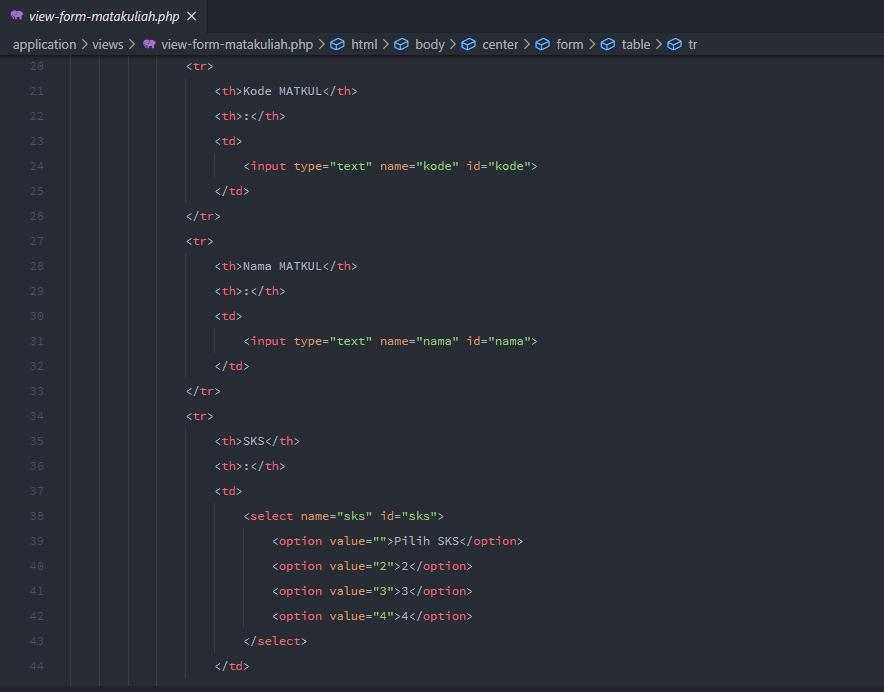 view-form-matakuliah.php
application > views > view-form-matakuliah.php > html > body > center > form > table > tr
20 <tr>
21 <th>Kode MATKUL</th>
22 <th>:</th>
23 <td>
24 <input type="text" name="kode" id="kode">
25 </td>
26 </tr>
27 <tr>
28 <th>Nama MATKUL</th>
29 <th>:</th>
30 <td>
31 <input type="text" name="nama" id="nama">
32 </td>
33 </tr>
34 <tr>
35 <th>SKS</th>
36 <th>:</th>
37 <td>
38 <select name="sks" id="sks">
39 <option value="">Pilih SKS</option>
40 <option value="2">2</option>
41 <option value="3">3</option>
42 <option value="4">4</option>
43 </select>
44 </td>